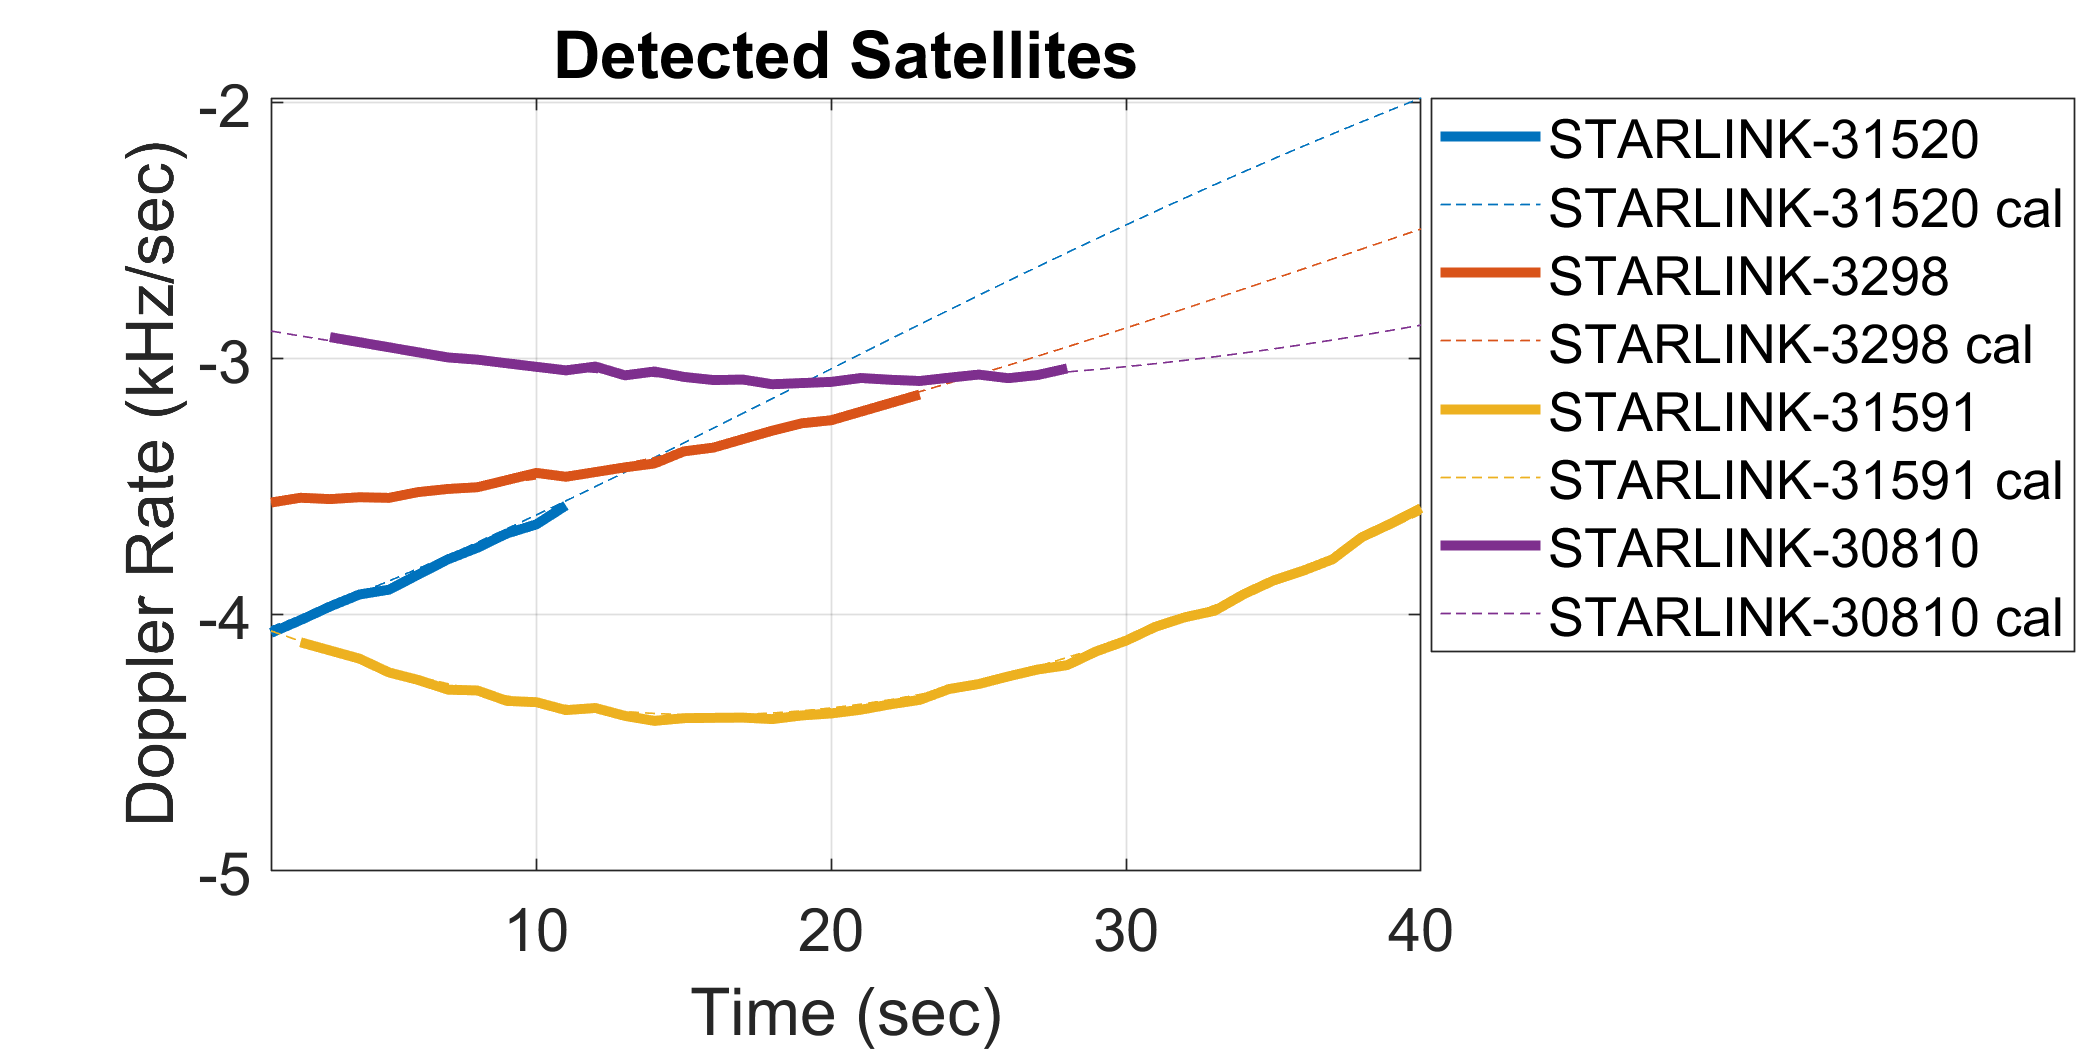 Detected Satellites
Doppler Rate (kHz/sec)
-2
-3
-4
-5
10 20 30 40
Time (sec)
STARLINK-31520
STARLINK-31520 cal
STARLINK-3298
STARLINK-3298 cal
STARLINK-31591
STARLINK-31591 cal
STARLINK-30810
STARLINK-30810 cal